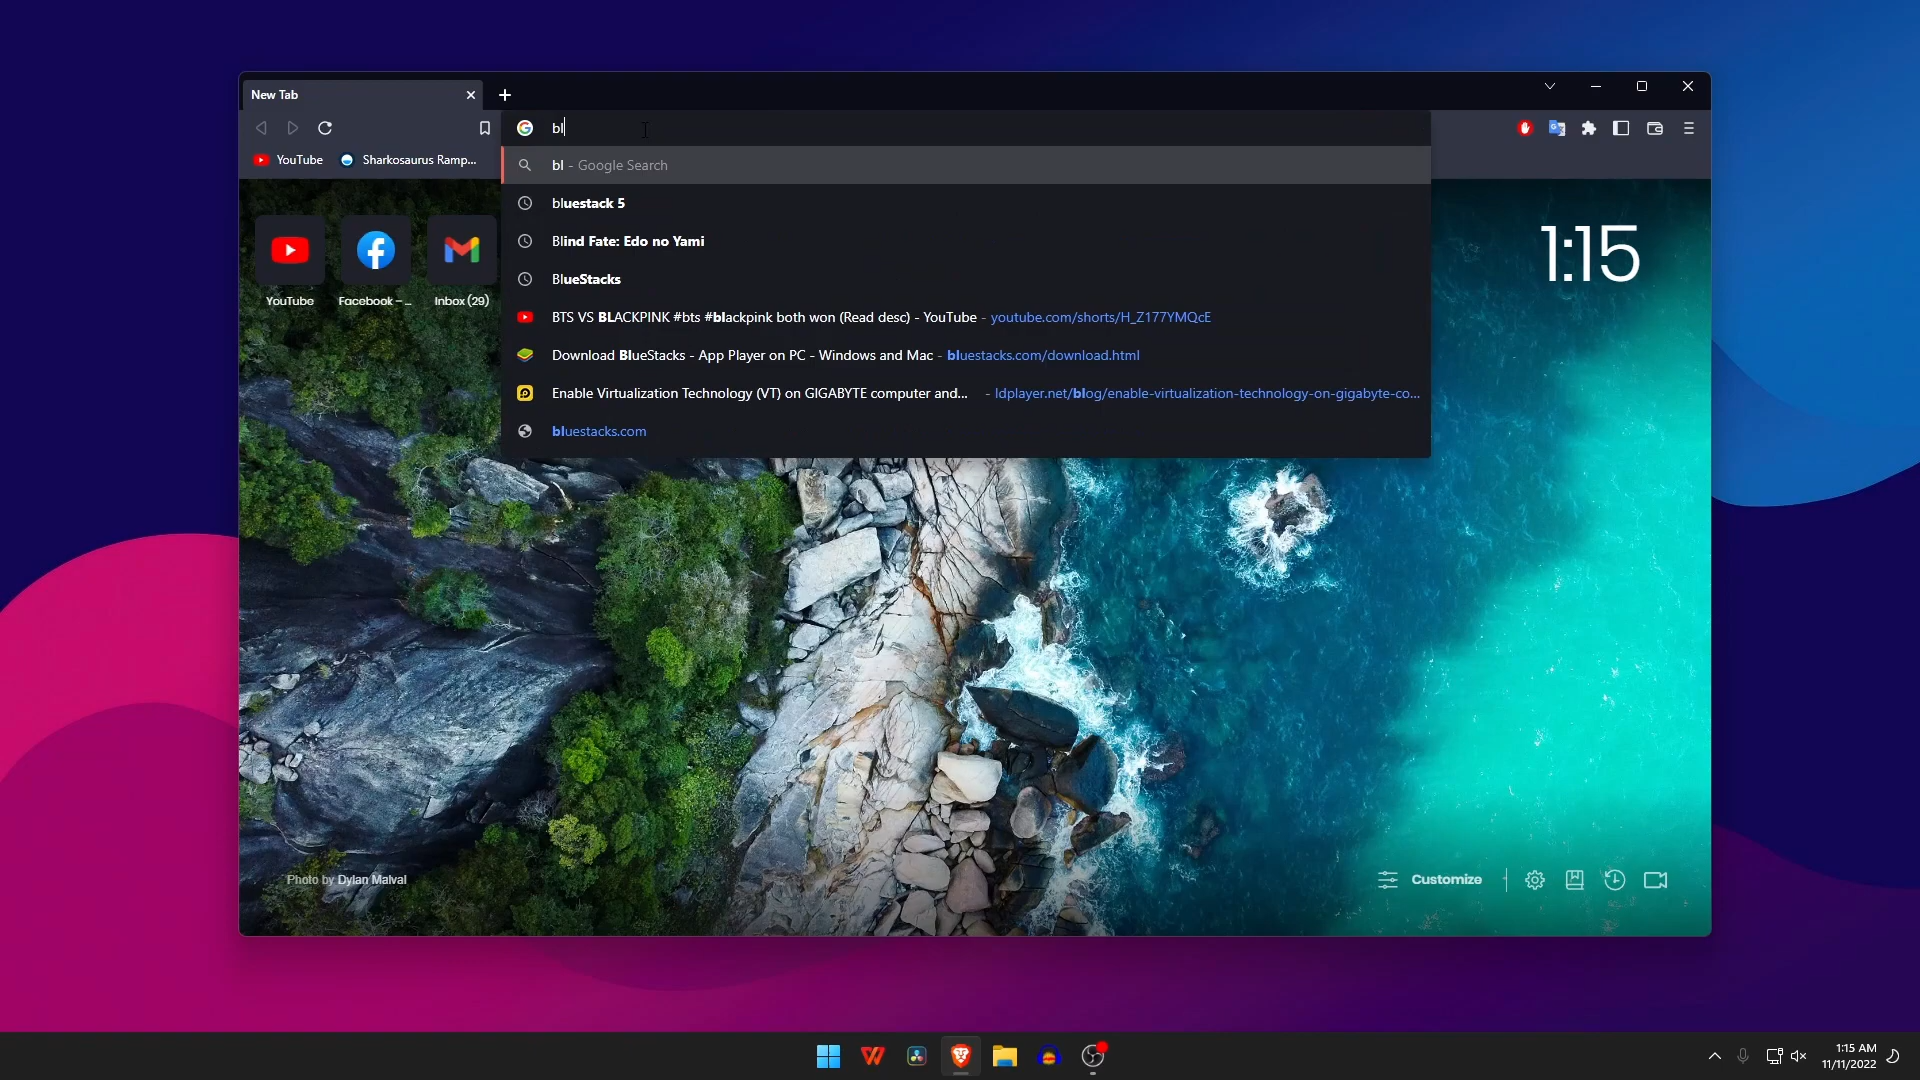 New Tab
bl
YouTube
Sharkosaurus Ramp...
bl - Google Search
bluestack 5
Blind Fate: Edo no Yami
BlueStacks
BTS VS BLACKPINK #bts #blackpink both won (Read desc) - YouTube - youtube.com/shorts/H_Z177YMQcE
Download BlueStacks - App Player on PC - Windows and Mac - bluestacks.com/download.html
Enable Virtualization Technology (VT) on GIGABYTE computer and... - ldplayer.net/blog/enable-virtualization-technology-on-gigabyte-co...
bluestacks.com
YouTube
Facebook – ...
Inbox (29)
1:15
Photo by Dylan Malval
Customize
1:15 AM
11/11/2022